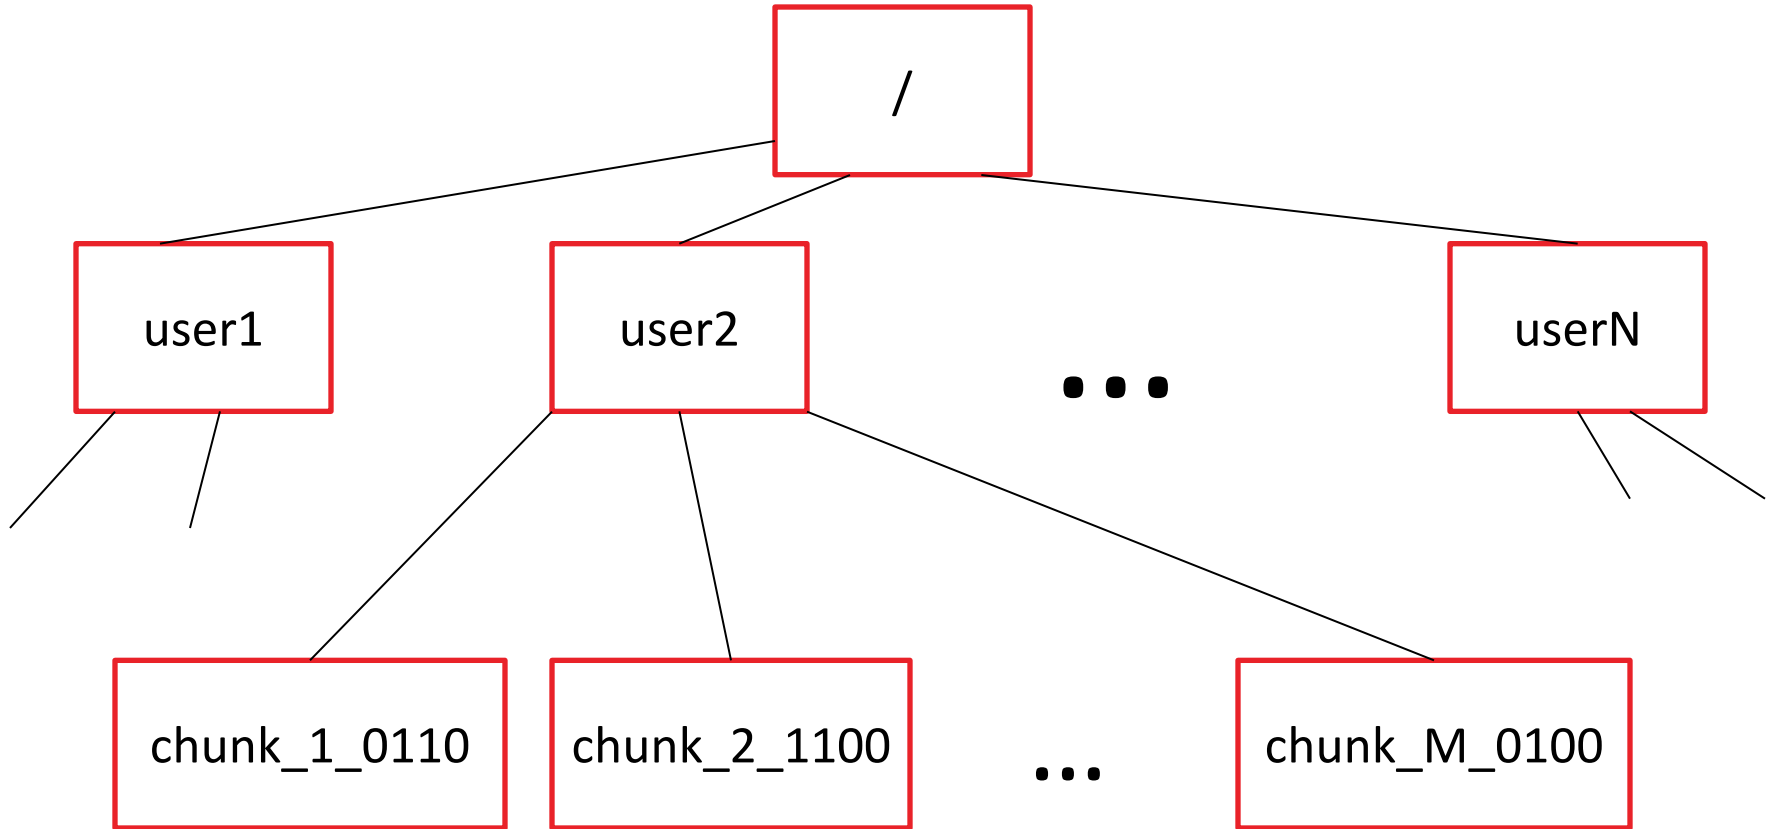 /
user1
user2
...
userN
chunk_1_0110
chunk_2_1100
...
chunk_M_0100